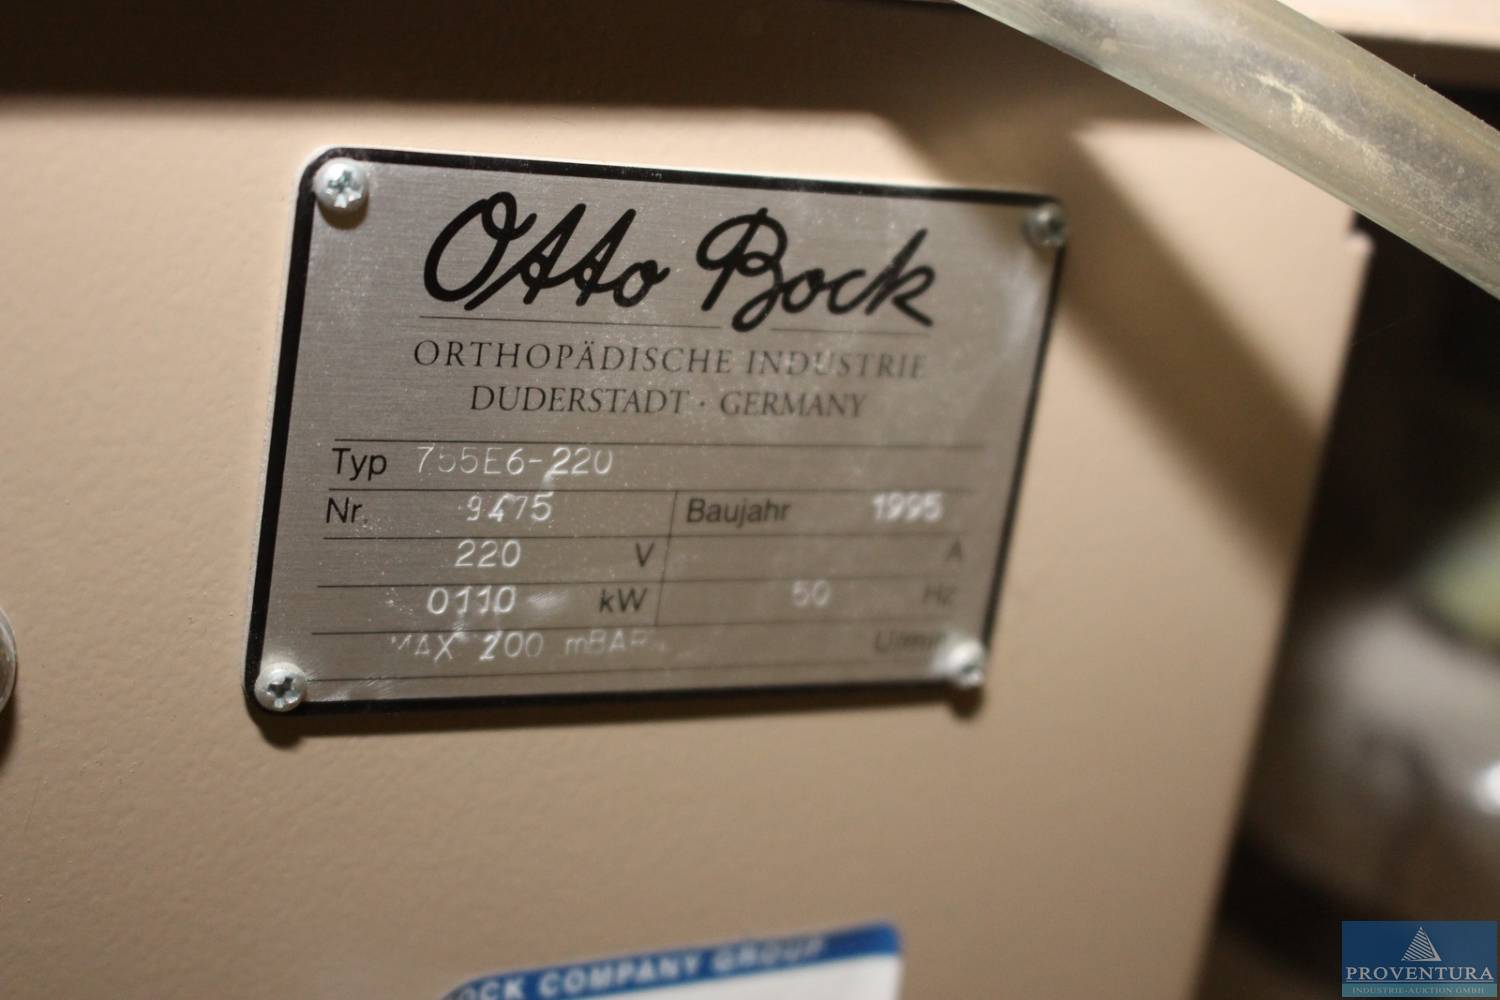 Otto Bock
ORTHOPÄDISCHE INDUSTRIE
DUDERSTADT · GERMANY
Typ 755E6-220
Nr. 9475 Baujahr 1995
220 V A
0110 kW 50 Hz
MAX 200 mBAR U/min
OCK COMPANY GROUP
PROVENTURA
INDUSTRIE-AUKTION GMBH